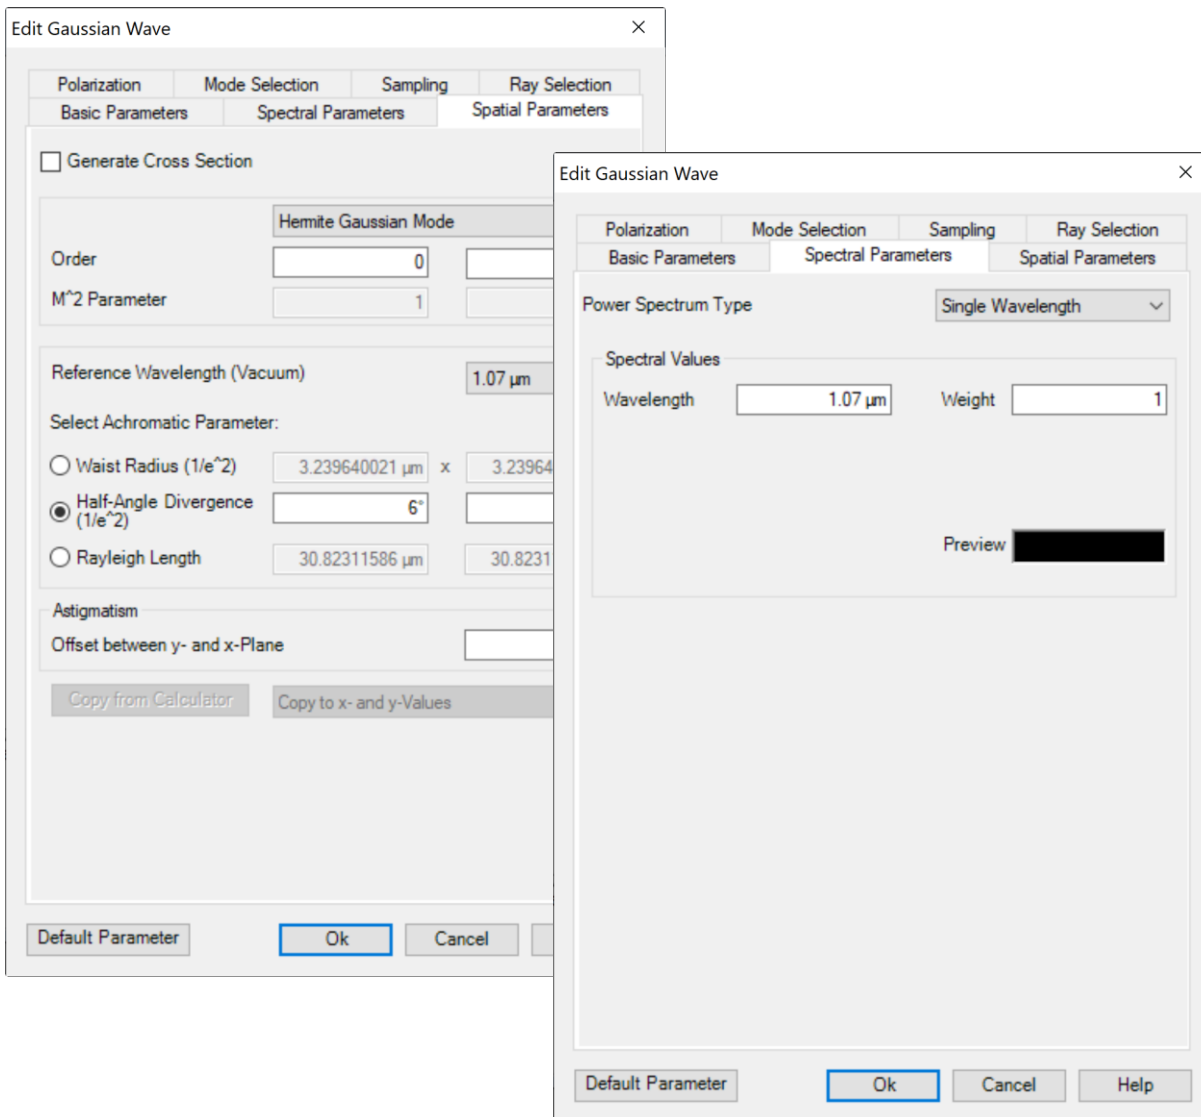 Edit Gaussian Wave
Polarization Mode Selection Sampling Ray Selection
Basic Parameters Spectral Parameters Spatial Parameters
Generate Cross Section
Hermite Gaussian Mode
Order 0
M^2 Parameter 1
Reference Wavelength (Vacuum) 1.07 µm
Select Achromatic Parameter:
Waist Radius (1/e^2) 3.239640021 µm x 3.23964
Half-Angle Divergence
(1/e^2) 6°
Rayleigh Length 30.82311586 µm 30.8231
Astigmatism
Offset between y- and x-Plane
Copy from Calculator Copy to x- and y-Values
Default Parameter Ok Cancel
Edit Gaussian Wave
Polarization Mode Selection Sampling Ray Selection
Basic Parameters Spectral Parameters Spatial Parameters
Power Spectrum Type Single Wavelength
Spectral Values
Wavelength 1.07 µm Weight 1
Preview
Default Parameter Ok Cancel Help